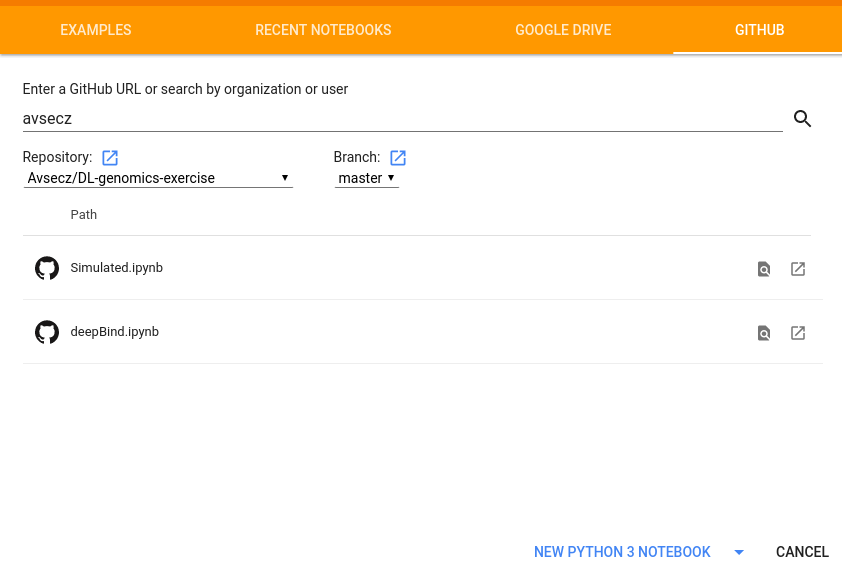 EXAMPLES RECENT NOTEBOOKS GOOGLE DRIVE GITHUB
Enter a GitHub URL or search by organization or user
avsecz
Repository: Branch:
Avsecz/DL-genomics-exercise master
Path
Simulated.ipynb
deepBind.ipynb
NEW PYTHON 3 NOTEBOOK CANCEL